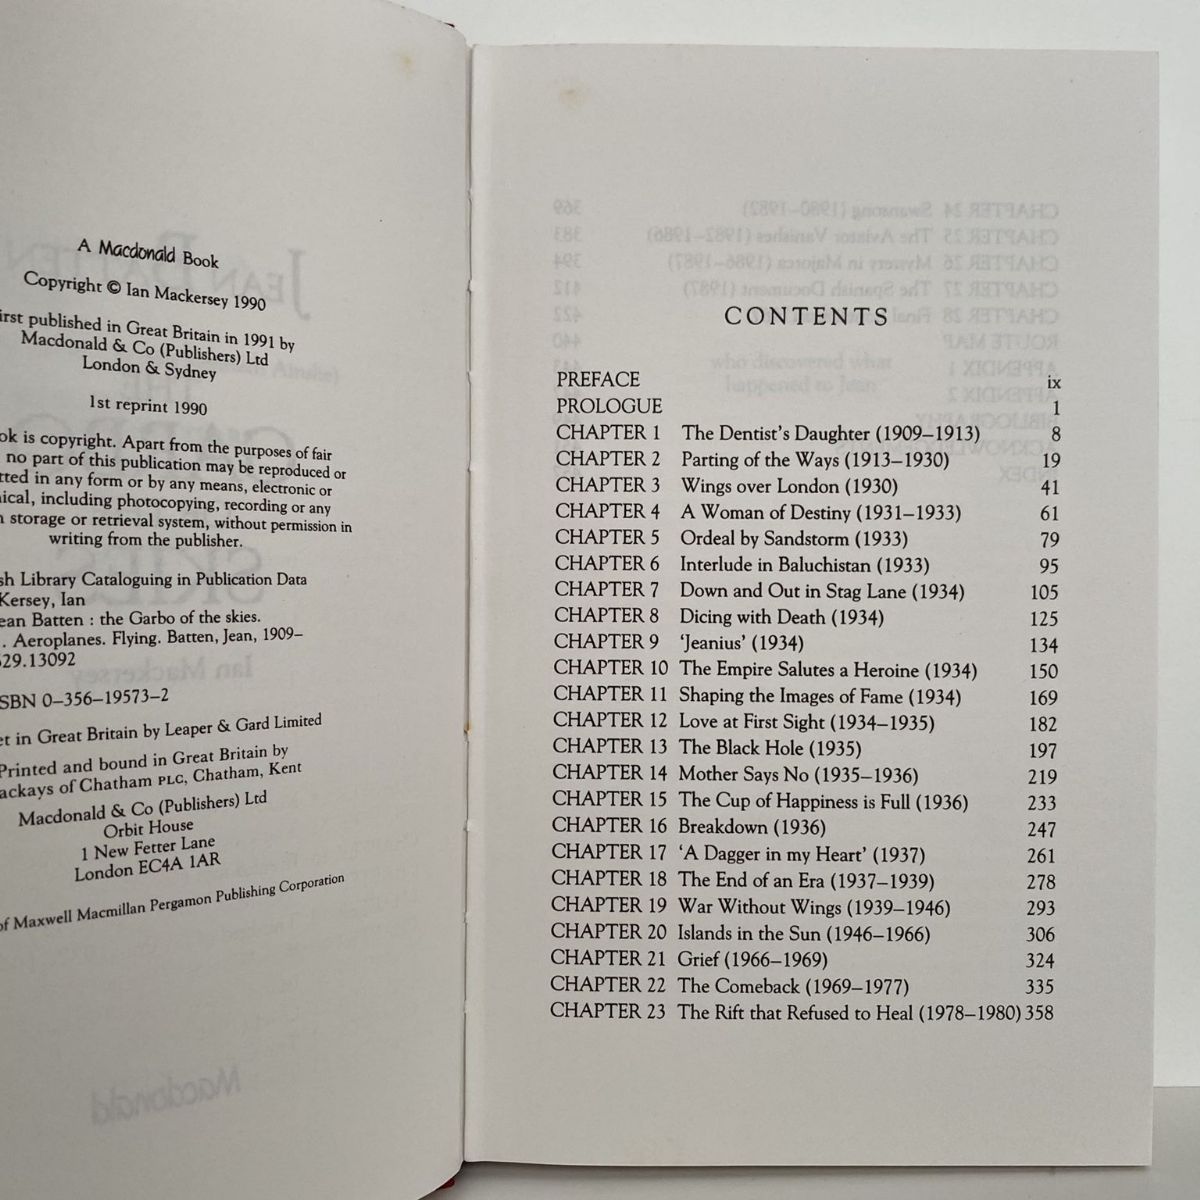 A Macdonald Book
Copyright © Ian Mackersey 1990
irst published in Great Britain in 1991 by
Macdonald & Co (Publishers) Ltd
London & Sydney
1st reprint 1990
ok is copyright. Apart from the purposes of fair
no part of this publication may be reproduced or
tted in any form or by any means, electronic or
ical, including photocopying, recording or any
n storage or retrieval system, without permission in
writing from the publisher.
sh Library Cataloguing in Publication Data
Kersey, Ian
ean Batten : the Garbo of the skies.
. Aeroplanes. Flying. Batten, Jean, 1909–
629.13092
SBN 0–356–19573–2
et in Great Britain by Leaper & Gard Limited
Printed and bound in Great Britain by
ackays of Chatham PLC, Chatham, Kent
Macdonald & Co (Publishers) Ltd
Orbit House
1 New Fetter Lane
London EC4A 1AR
of Maxwell Macmillan Pergamon Publishing Corporation
CONTENTS
PREFACE ix
PROLOGUE 1
CHAPTER 1 The Dentist's Daughter (1909–1913) 8
CHAPTER 2 Parting of the Ways (1913–1930) 19
CHAPTER 3 Wings over London (1930) 41
CHAPTER 4 A Woman of Destiny (1931–1933) 61
CHAPTER 5 Ordeal by Sandstorm (1933) 79
CHAPTER 6 Interlude in Baluchistan (1933) 95
CHAPTER 7 Down and Out in Stag Lane (1934) 105
CHAPTER 8 Dicing with Death (1934) 125
CHAPTER 9 'Jeanius' (1934) 134
CHAPTER 10 The Empire Salutes a Heroine (1934) 150
CHAPTER 11 Shaping the Images of Fame (1934) 169
CHAPTER 12 Love at First Sight (1934–1935) 182
CHAPTER 13 The Black Hole (1935) 197
CHAPTER 14 Mother Says No (1935–1936) 219
CHAPTER 15 The Cup of Happiness is Full (1936) 233
CHAPTER 16 Breakdown (1936) 247
CHAPTER 17 'A Dagger in my Heart' (1937) 261
CHAPTER 18 The End of an Era (1937–1939) 278
CHAPTER 19 War Without Wings (1939–1946) 293
CHAPTER 20 Islands in the Sun (1946–1966) 306
CHAPTER 21 Grief (1966–1969) 324
CHAPTER 22 The Comeback (1969–1977) 335
CHAPTER 23 The Rift that Refused to Heal (1978–1980) 358